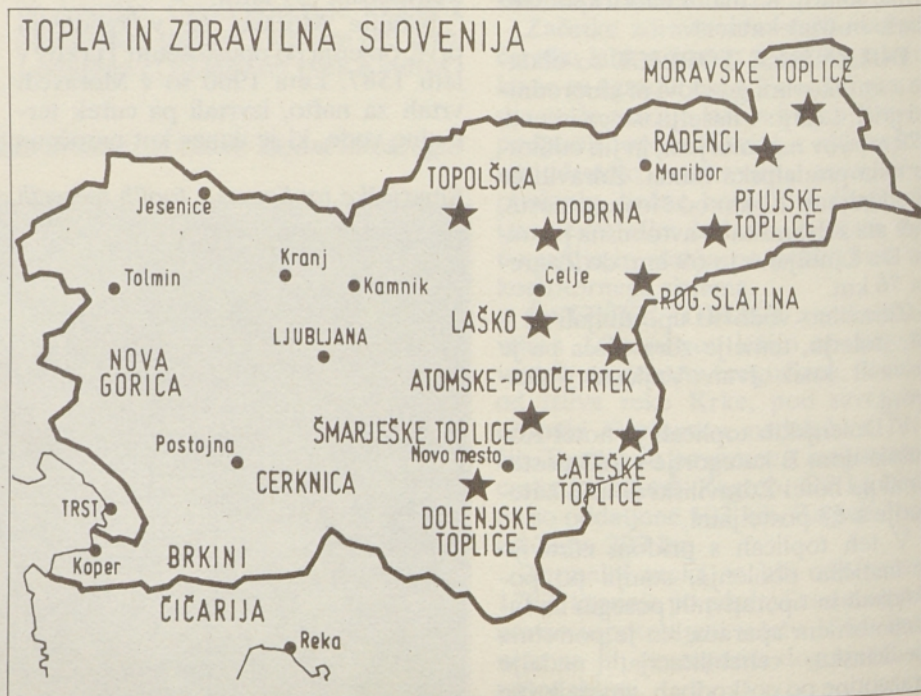 TOPLA IN ZDRAVILNA SLOVENIJA
MORAVSKE TOPLICE
RADENCI
Maribor
TOPOLŠICA
PTUJSKE
TOPLICE
DOBRNA
Jesenice
Kranj
Kamnik
Tolmin
Celje
ROG. SLATINA
LAŠKO
LJUBLJANA
NOVA
GORICA
ATOMSKE-PODČETRTEK
ŠMARJEŠKE TOPLICE
Novo mesto
ČATEŠKE
TOPLICE
Postojna
CERKNICA
DOLENJSKE
TOPLICE
TRST
Koper
BRKINI
ČIČARIJA
Reka